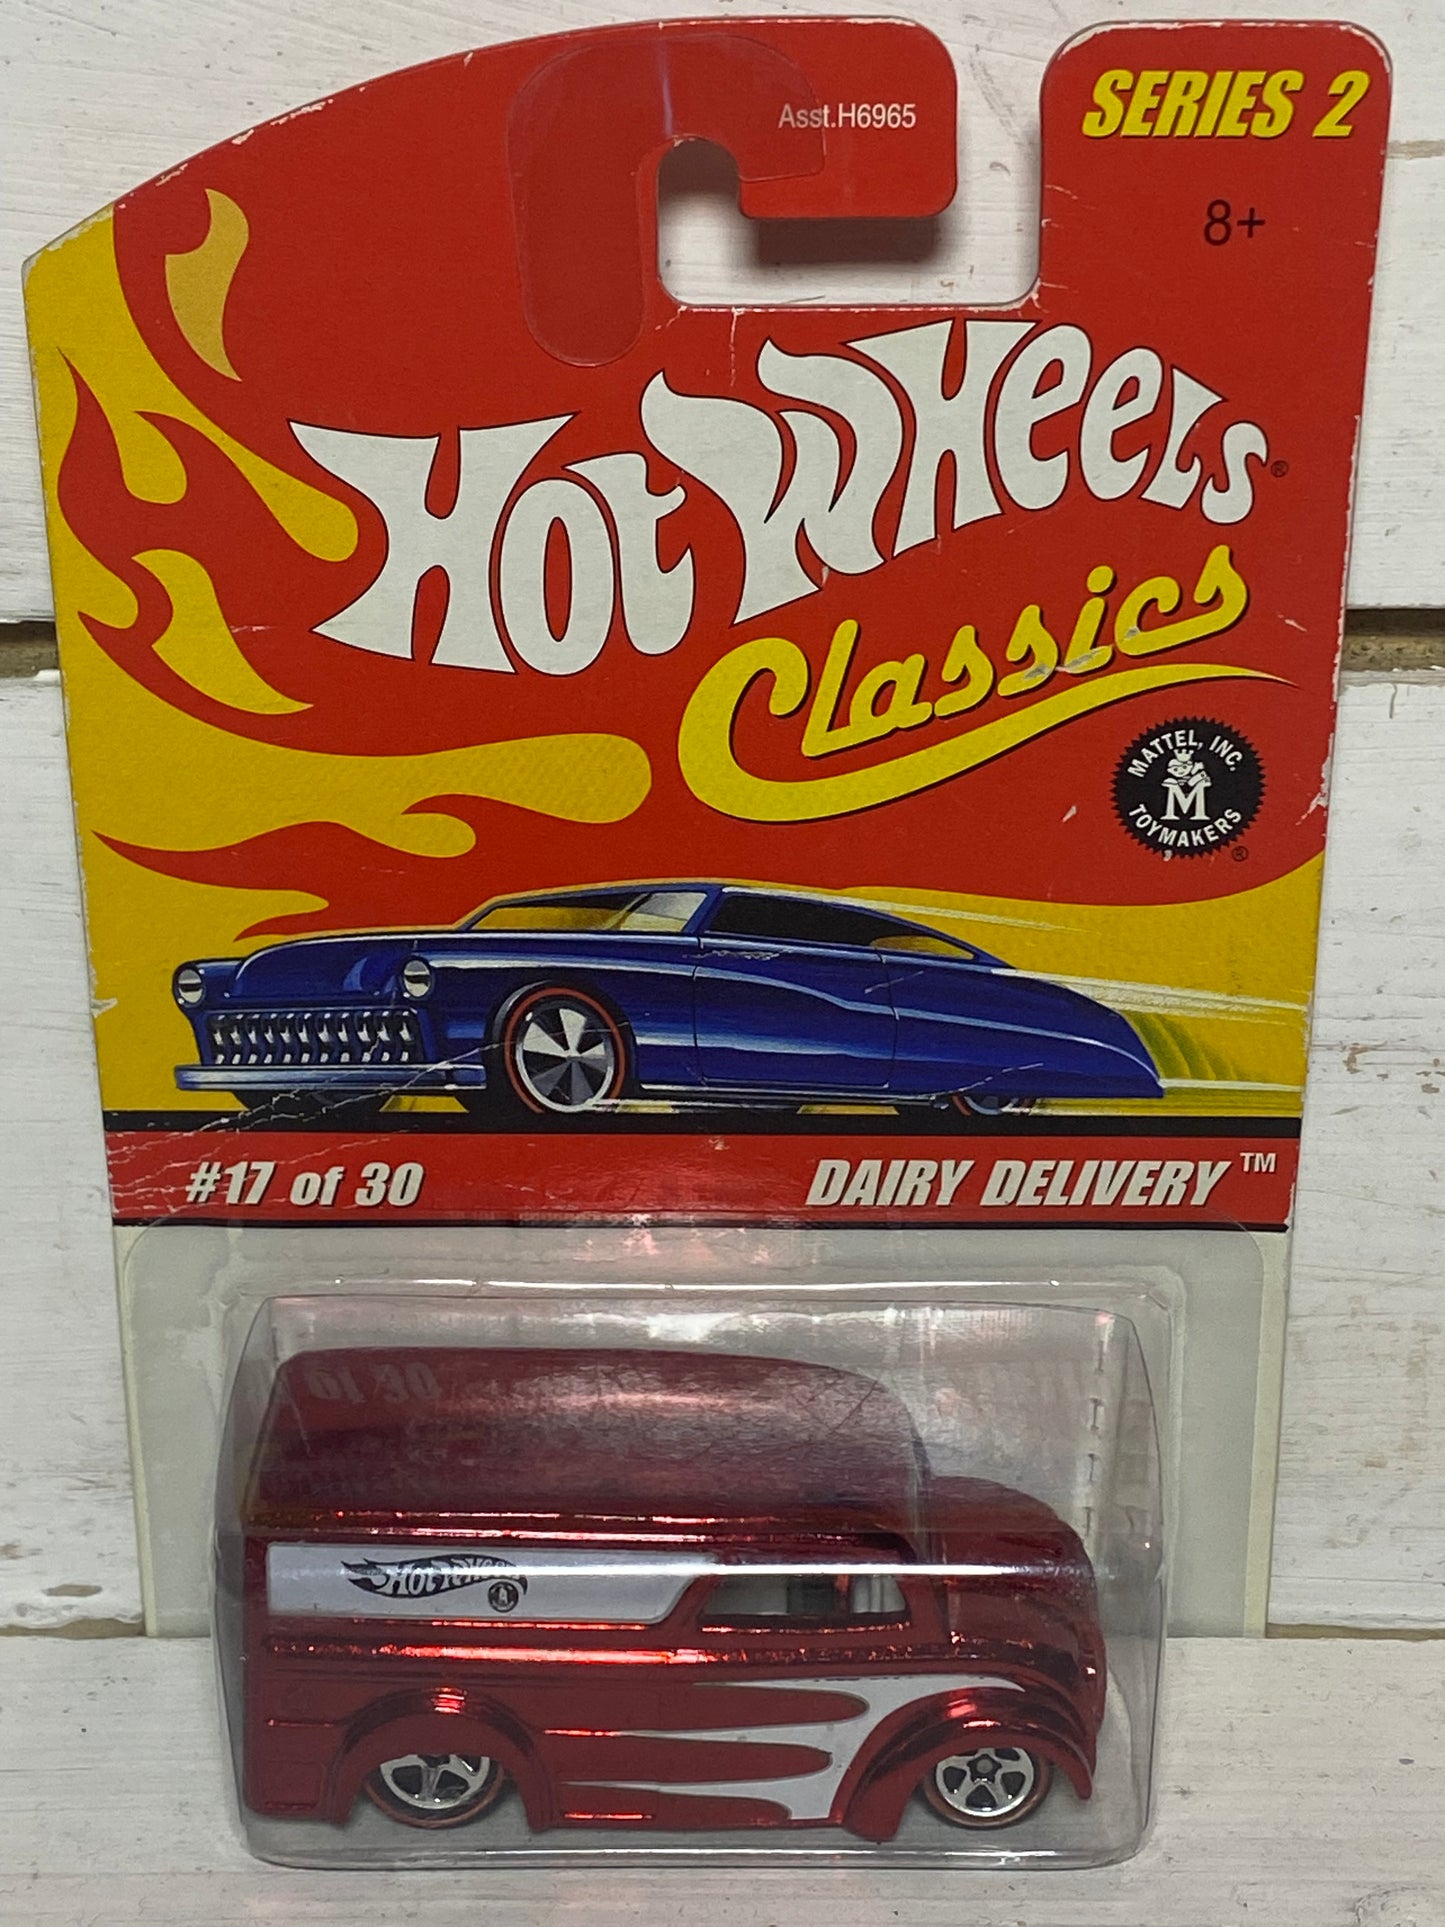 Asst.H6965
SERIES 2
8+
HOT WHEELS®
Classics
MATTEL, INC.
M
TOYMAKERS ®
#17 of 30
DAIRY DELIVERY™
HOT WHEELS